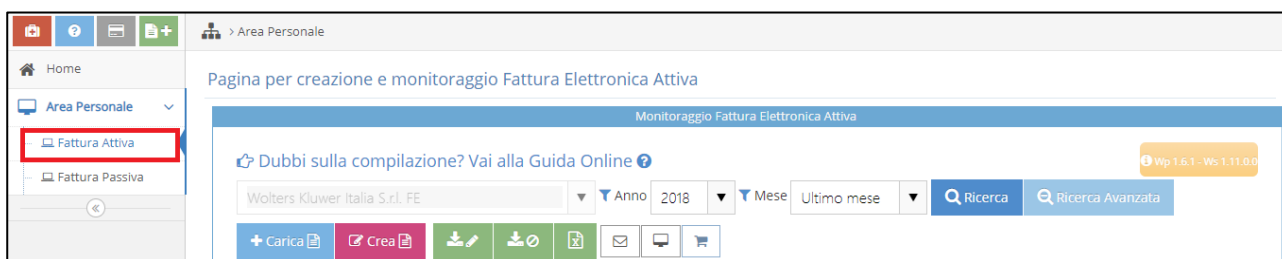 > Area Personale
Home
Pagina per creazione e monitoraggio Fattura Elettronica Attiva
Area Personale
Monitoraggio Fattura Elettronica Attiva
Fattura Attiva
Dubbi sulla compilazione? Vai alla Guida Online
Wp 1.6.1 - Ws 1.11.0.0
Fattura Passiva
Wolters Kluwer Italia S.r.l. FE Anno 2018 Mese Ultimo mese Ricerca Ricerca Avanzata
+ Carica Crea